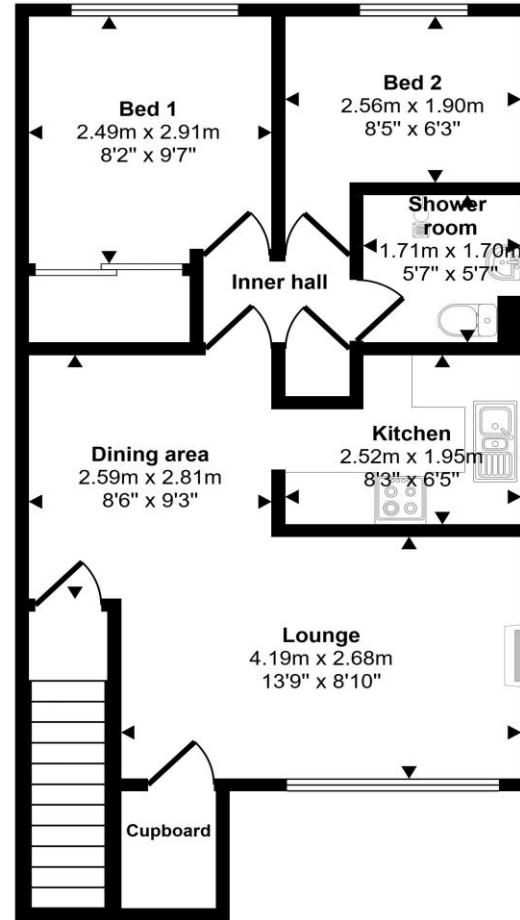 Bed 1
2.49m x 2.91m
8'2" x 9'7"
Bed 2
2.56m x 1.90m
8'5" x 6'3"
Shower
room
1.71m x 1.70m
5'7" x 5'7"
Inner hall
Dining area
2.59m x 2.81m
8'6" x 9'3"
Kitchen
2.52m x 1.95m
8'3" x 6'5"
Lounge
4.19m x 2.68m
13'9" x 8'10"
Cupboard